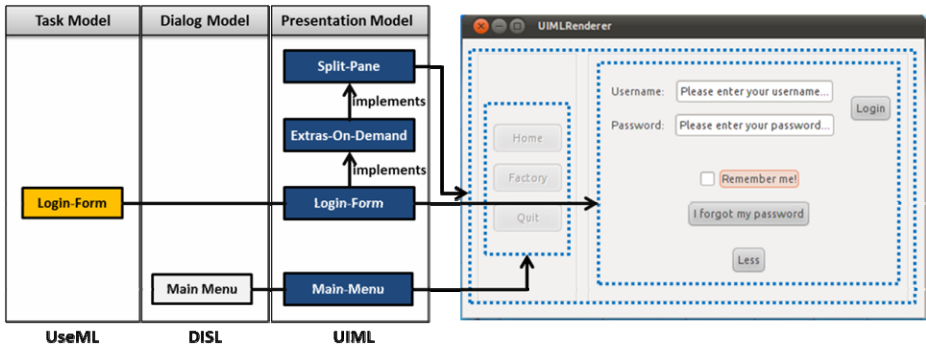 Task Model
Dialog Model
Presentation Model
Split-Pane
implements
Extras-On-Demand
implements
Login-Form
Login-Form
Main Menu
Main-Menu
UseML
DISL
UIML
UIMLRenderer
Username:
Please enter your username...
Login
Password:
Please enter your password...
Home
Factory
Quit
Remember me!
I forgot my password
Less